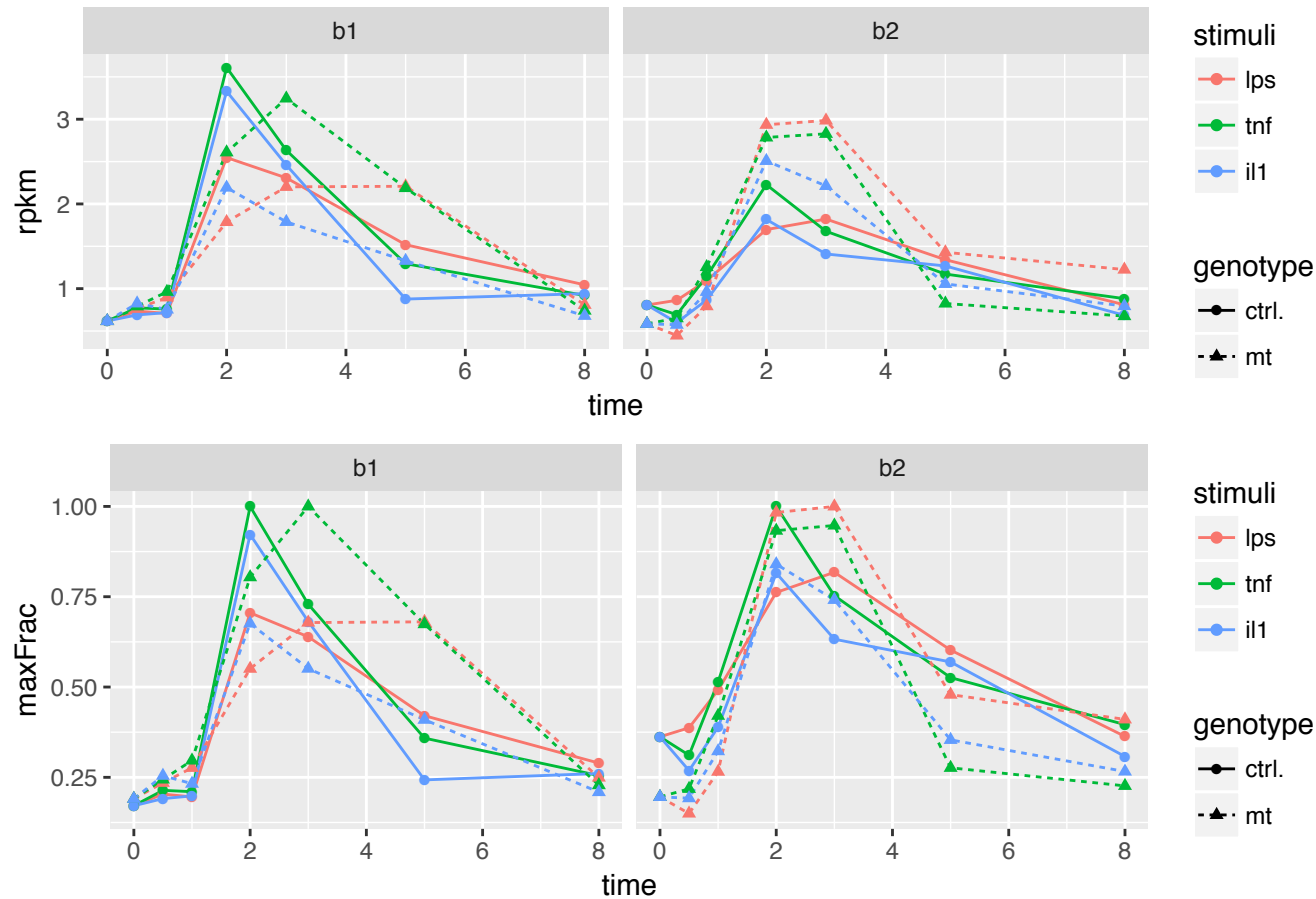 b1 b2
rpkm
3
2
1
0 2 4 6 8 0 2 4 6 8
time
stimuli
lps
tnf
il1
genotype
ctrl.
mt
b1 b2
maxFrac
1.00
0.75
0.50
0.25
0 2 4 6 8 0 2 4 6 8
time
stimuli
lps
tnf
il1
genotype
ctrl.
mt